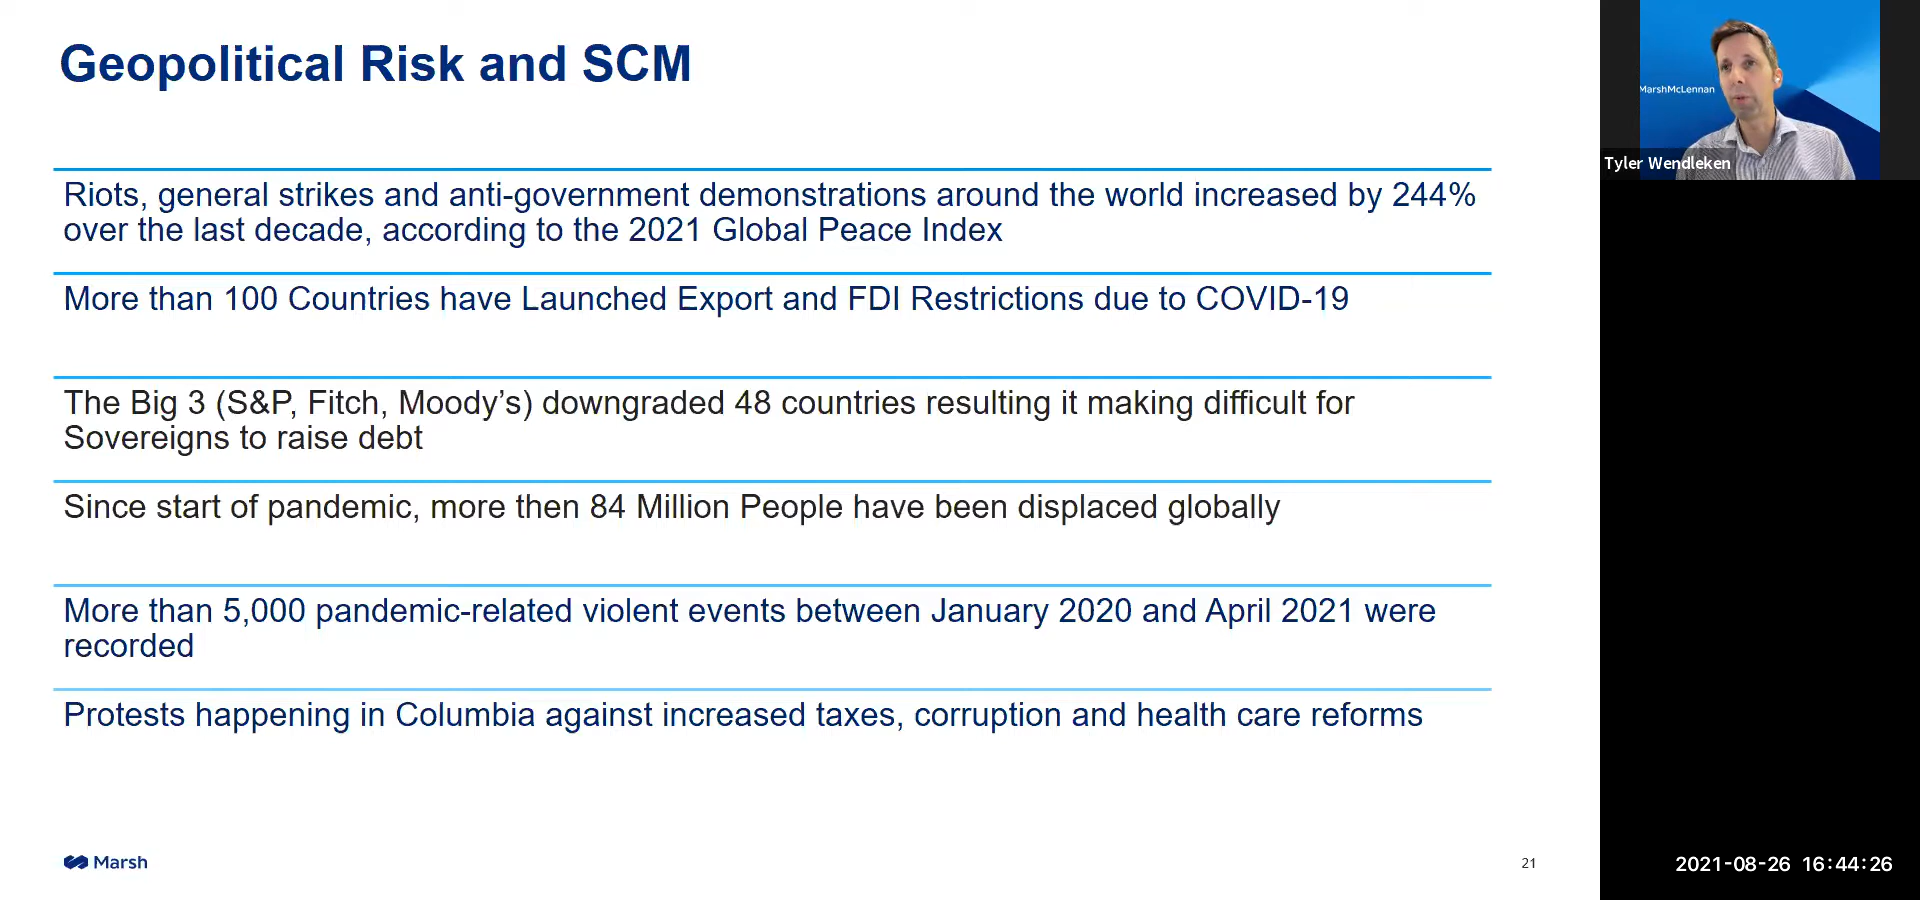 Geopolitical Risk and SCM
Riots, general strikes and anti-government demonstrations around the world increased by 244%
over the last decade, according to the 2021 Global Peace Index
More than 100 Countries have Launched Export and FDI Restrictions due to COVID-19
The Big 3 (S&P, Fitch, Moody’s) downgraded 48 countries resulting it making difficult for
Sovereigns to raise debt
Since start of pandemic, more then 84 Million People have been displaced globally
More than 5,000 pandemic-related violent events between January 2020 and April 2021 were
recorded
Protests happening in Columbia against increased taxes, corruption and health care reforms
Marsh
21
MarshMcLennan
Tyler Wendleken
2021-08-26 16:44:26